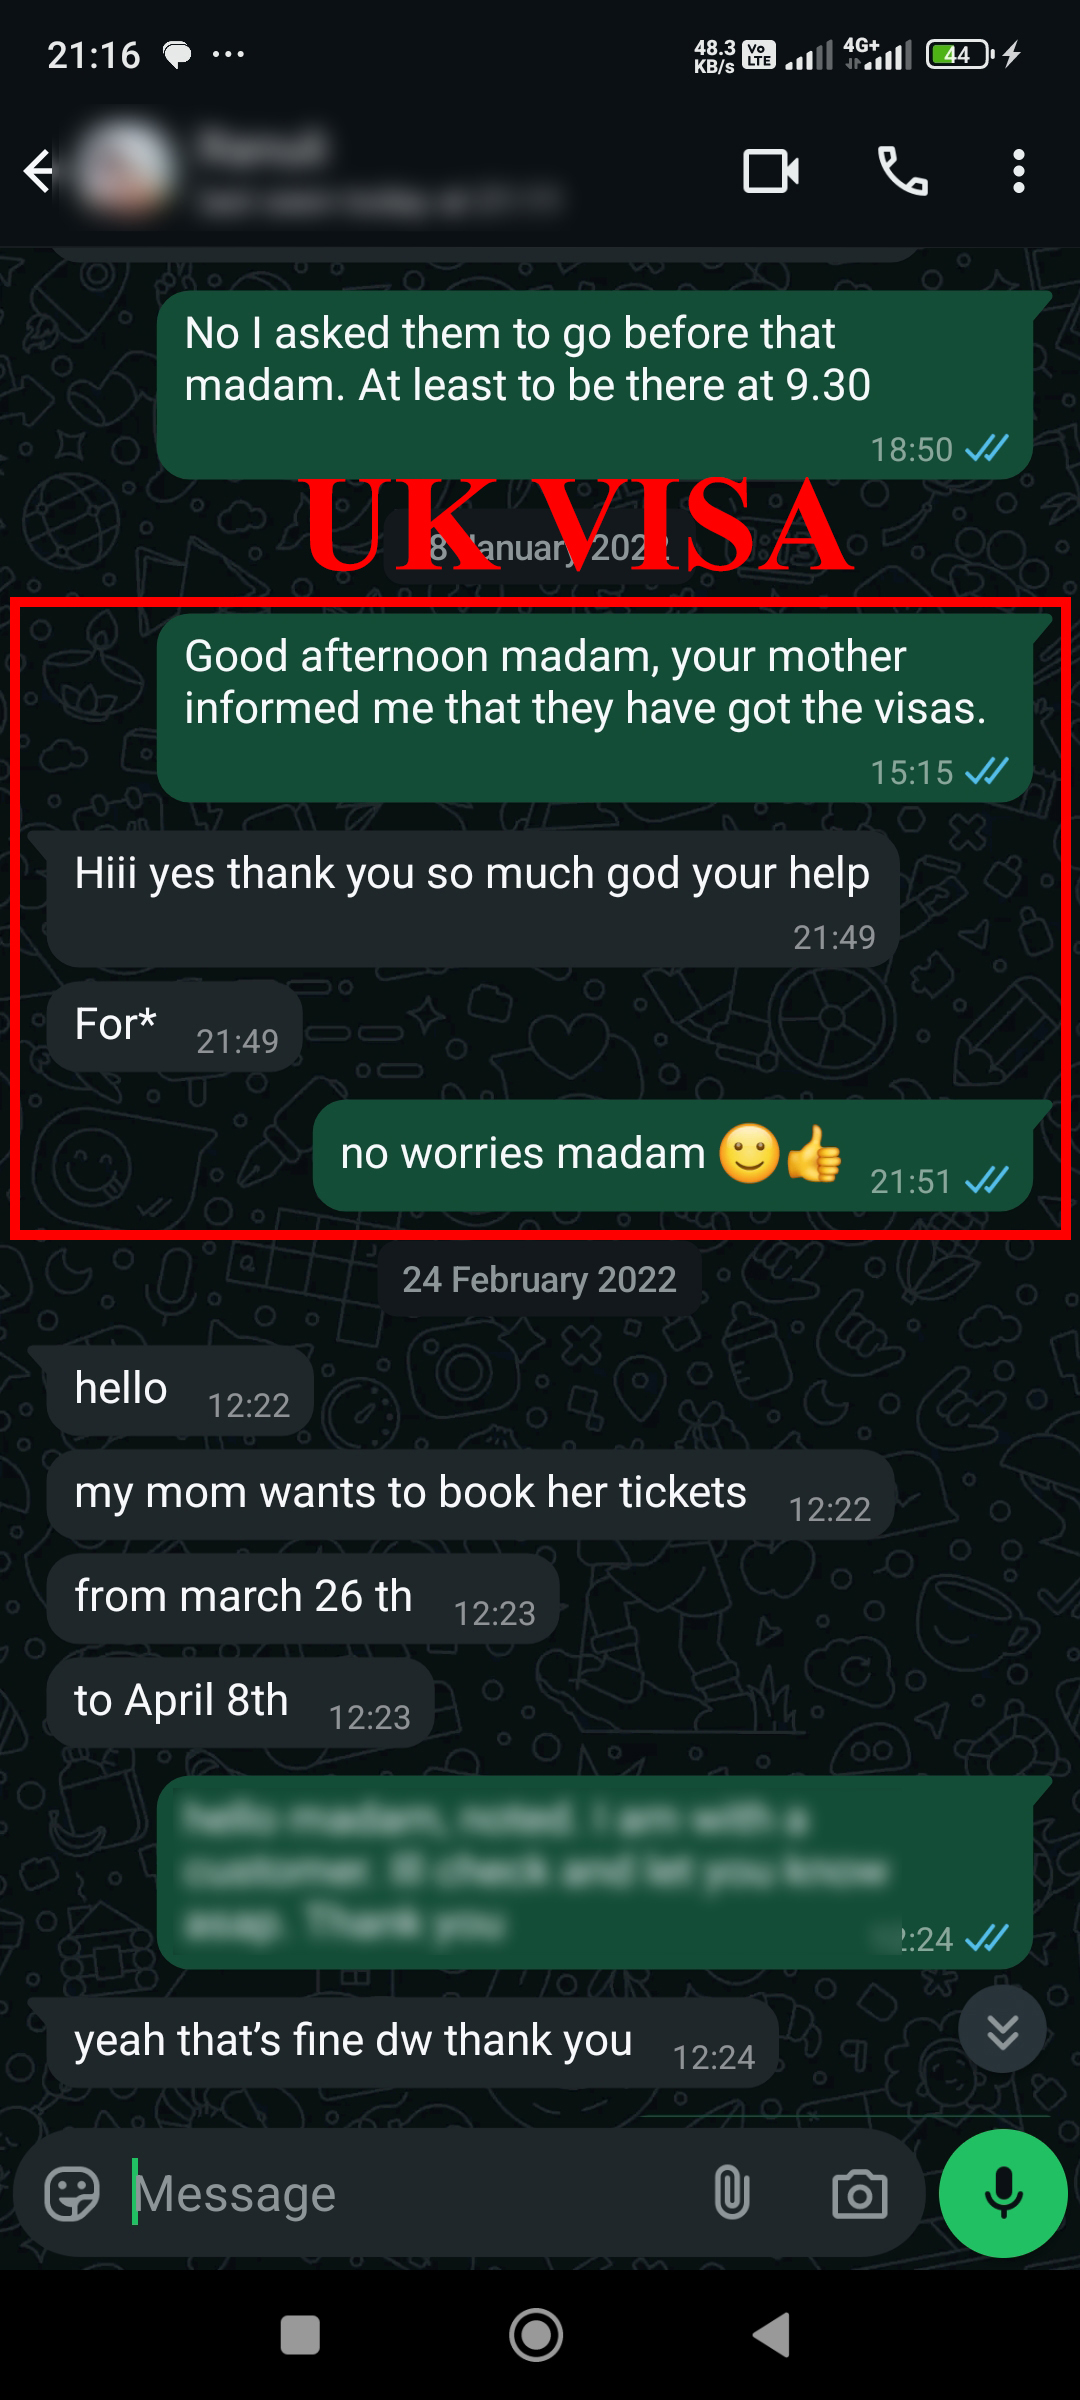 21:16
48.3
KB/s
Vo
LTE
4G+
44
No I asked them to go before that
madam. At least to be there at 9.30
18:50
UK VISA
8 January 2022
Good afternoon madam, your mother
informed me that they have got the visas.
15:15
Hiii yes thank you so much god your help
21:49
For*
21:49
no worries madam 🙂👍
21:51
24 February 2022
hello
12:22
my mom wants to book her tickets
12:22
from march 26 th
12:23
to April 8th
12:23
2:24
yeah that's fine dw thank you
12:24
Message